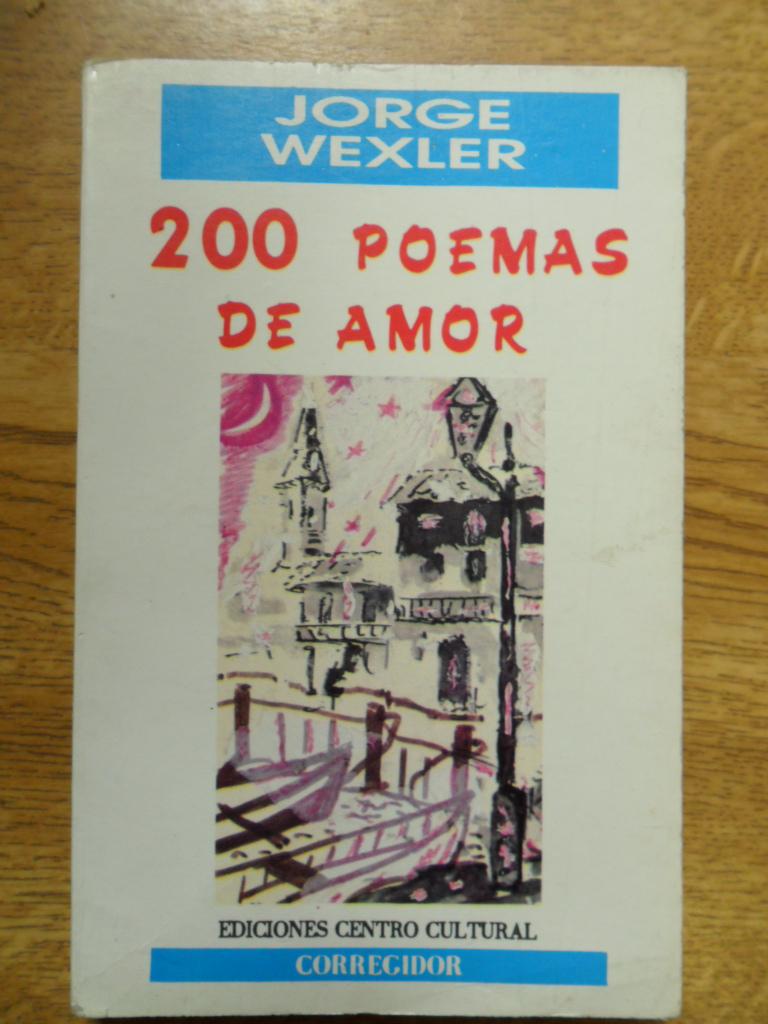 JORGE
WEXLER
200 POEMAS
DE AMOR
EDICIONES CENTRO CULTURAL
CORREGIDOR